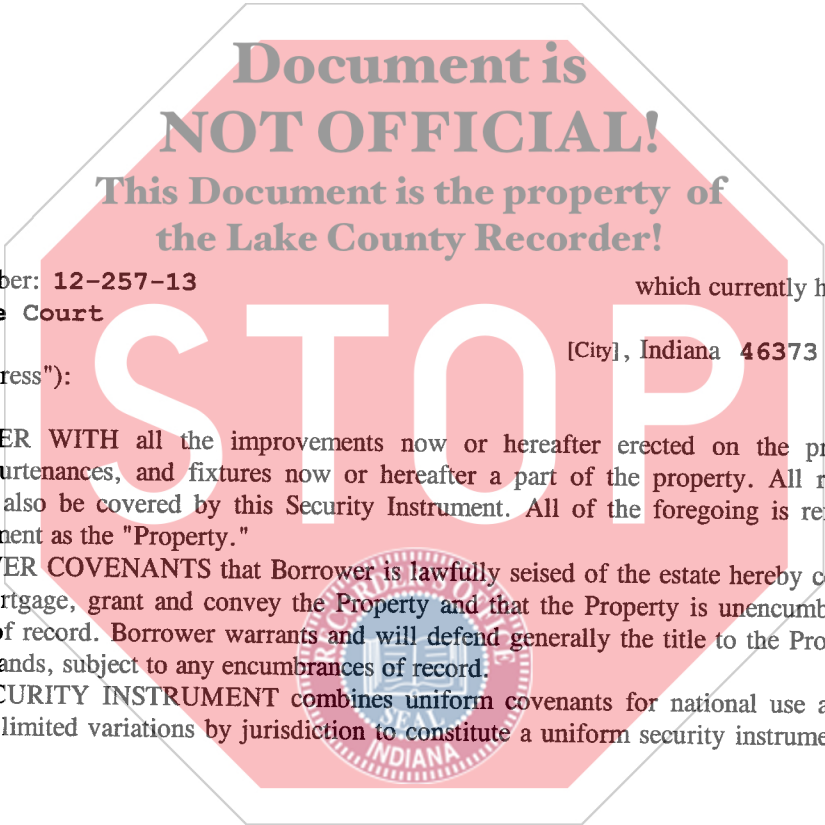 Document is
NOT OFFICIAL!
This Document is the property of
the Lake County Recorder!
ber: 12-257-13
which currently h
e Court
[City], Indiana 46373
ress"):
STOP
ER WITH all the improvements now or hereafter erected on the pr
urtenances, and fixtures now or hereafter a part of the property. All r
also be covered by this Security Instrument. All of the foregoing is re
ment as the "Property."
ER COVENANTS that Borrower is lawfully seised of the estate hereby c
rtgage, grant and convey the Property and that the Property is unencumb
of record. Borrower warrants and will defend generally the title to the Pro
ands, subject to any encumbrances of record.
CURITY INSTRUMENT combines uniform covenants for national use a
limited variations by jurisdiction to constitute a uniform security instrume
RECORDER'S OFFICE
SEAL
INDIANA